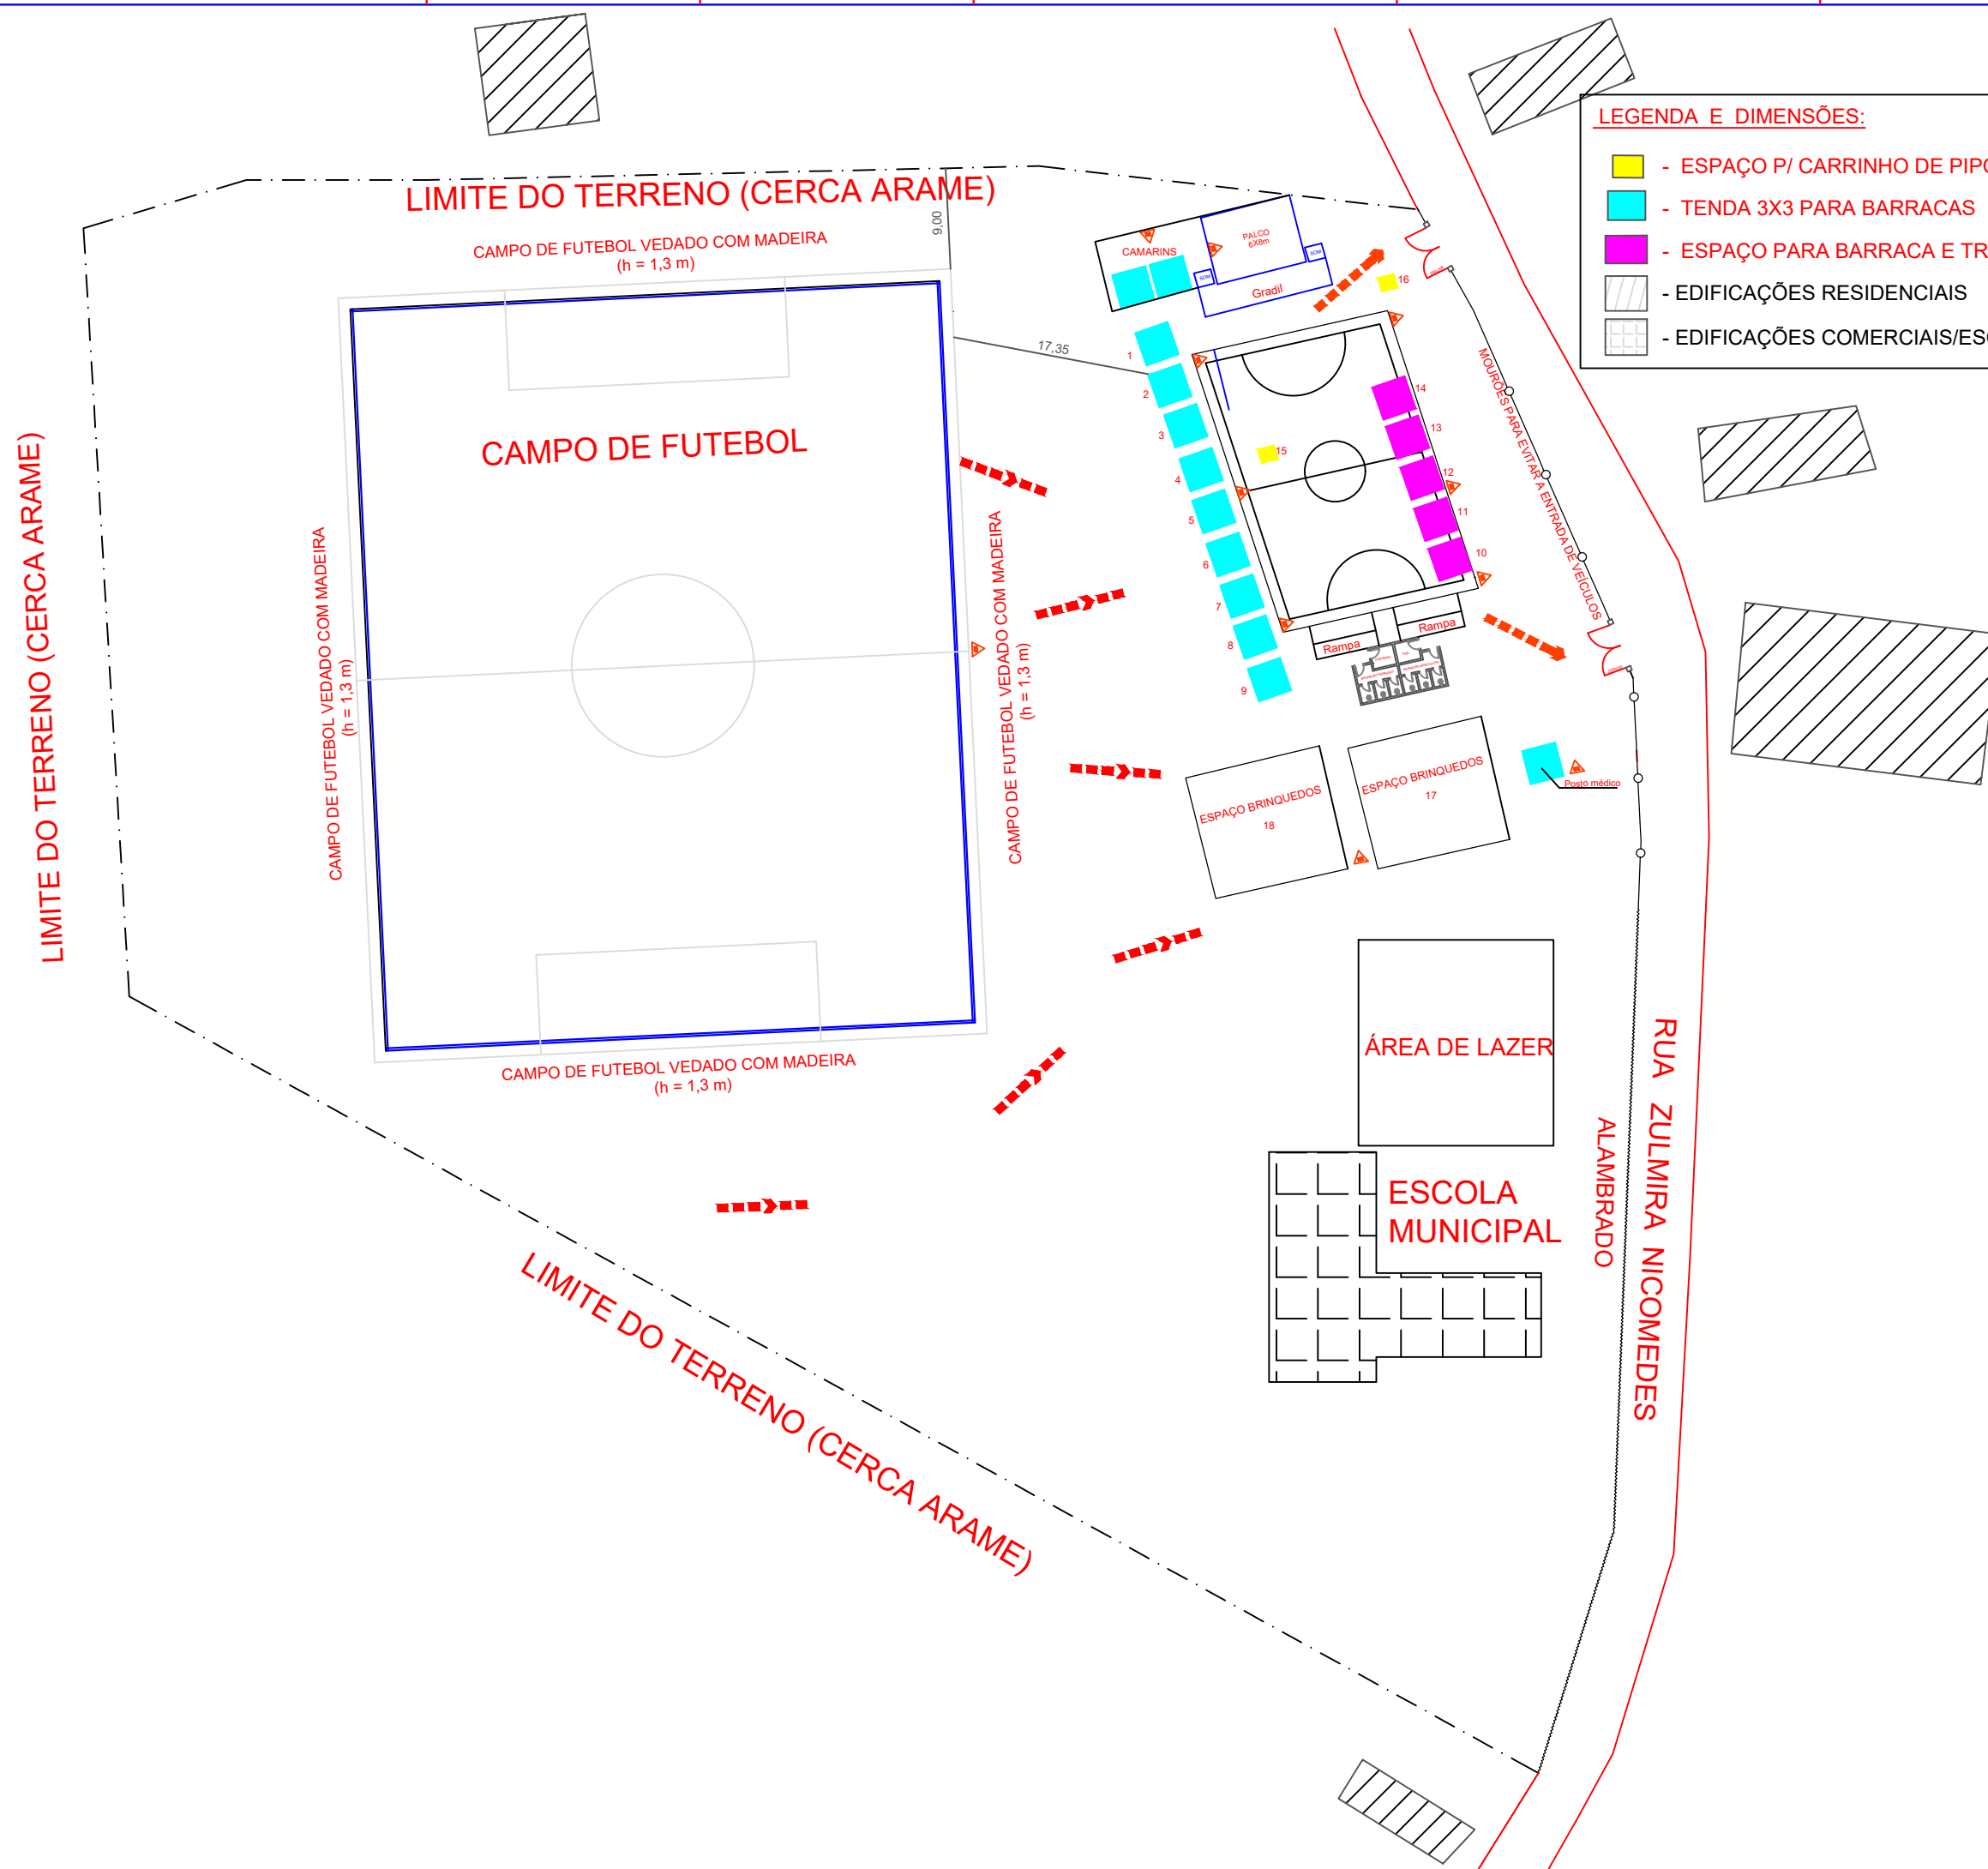 LEGENDA E DIMENSÕES:
- ESPAÇO P/ CARRINHO DE PIPO
- TENDA 3X3 PARA BARRACAS
- ESPAÇO PARA BARRACA E TR
- EDIFICAÇÕES RESIDENCIAIS
- EDIFICAÇÕES COMERCIAIS/ES
LIMITE DO TERRENO (CERCA ARAME)
CAMPO DE FUTEBOL VEDADO COM MADEIRA
(h = 1,3 m)
9,00
CAMARINS
PALCO
6X8m
SOM
SOM
Gradil
16
17,35
1
2
3
4
5
6
7
8
9
14
13
12
11
10
15
MOURÕES PARA EVITAR A ENTRADA DE VEÍCULOS
CAMPO DE FUTEBOL
LIMITE DO TERRENO (CERCA ARAME)
CAMPO DE FUTEBOL VEDADO COM MADEIRA
(h = 1,3 m)
CAMPO DE FUTEBOL VEDADO COM MADEIRA
(h = 1,3 m)
Rampa
Rampa
ESPAÇO BRINQUEDOS
18
ESPAÇO BRINQUEDOS
17
Posto médico
CAMPO DE FUTEBOL VEDADO COM MADEIRA
(h = 1,3 m)
ÁREA DE LAZER
ESCOLA
MUNICIPAL
ALAMBRADO
RUA ZULMIRA NICOMEDES
LIMITE DO TERRENO (CERCA ARAME)